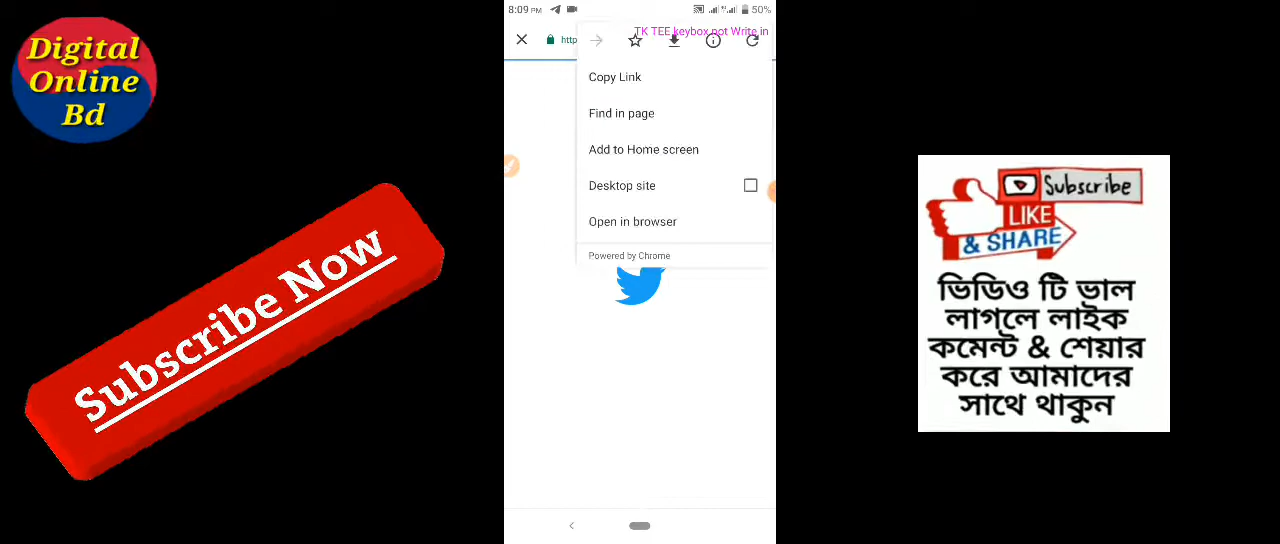 Digital
Online
Bd
Subscribe Now
8:09 PM
50%
TK TEE keybox not Write in
http
Copy Link
Find in page
Add to Home screen
Desktop site
Open in browser
Powered by Chrome
Subscribe
LIKE
& SHARE
ভিডিও টি ভাল
লাগলে লাইক
কমেন্ট & শেয়ার
করে আমাদের
সাথে থাকুন